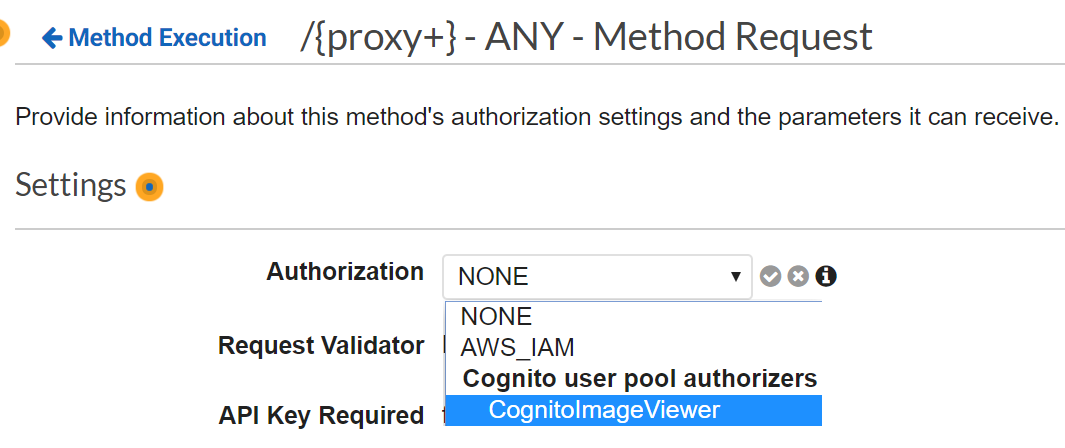 Method Execution /{proxy+} - ANY - Method Request
Provide information about this method's authorization settings and the parameters it can receive.
Settings
Authorization NONE
NONE
AWS_IAM
Request Validator
Cognito user pool authorizers
CognitoImageViewer
API Key Required